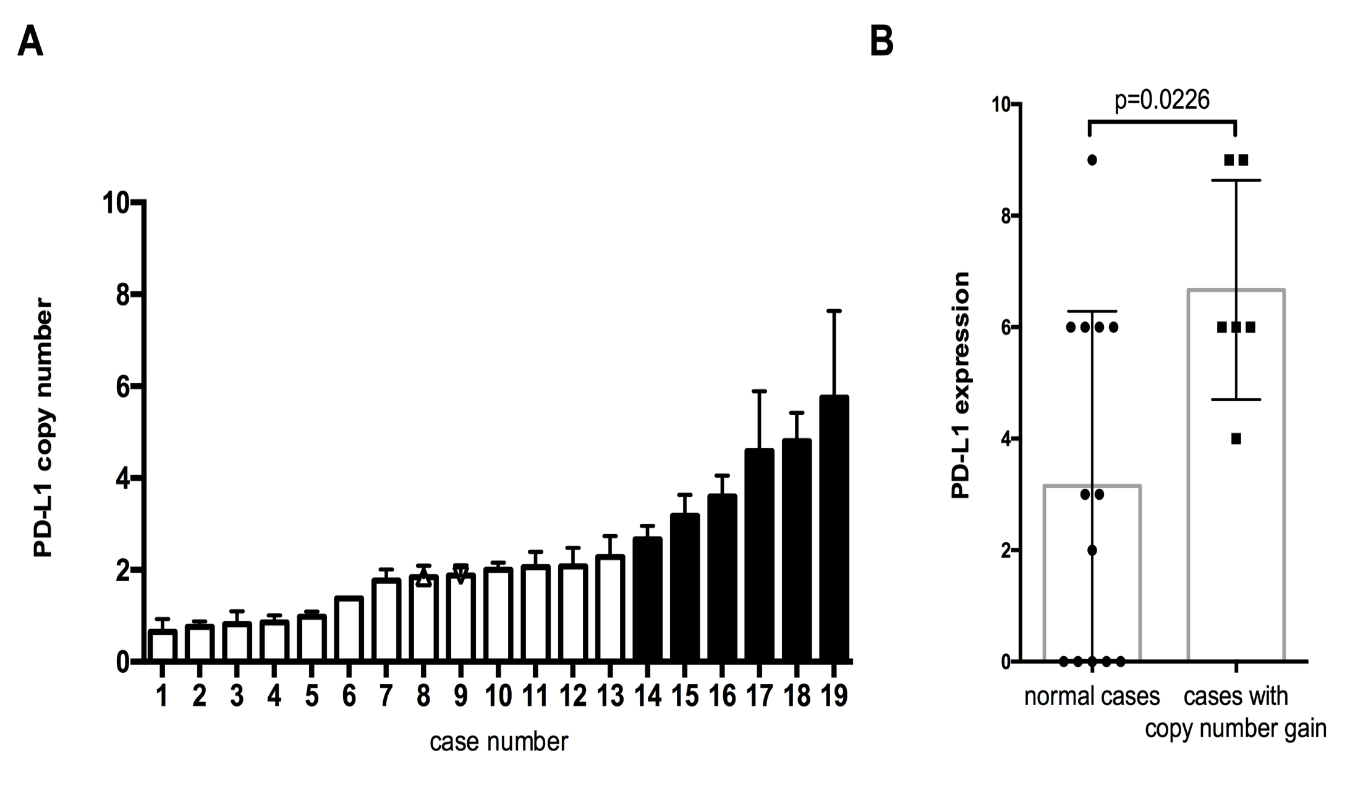 A
PD-L1 copy number
10
8
6
4
2
0
1 2 3 4 5 6 7 8 9 10 11 12 13 14 15 16 17 18 19
case number
B
p=0.0226
PD-L1 expression
10
8
6
4
2
0
normal cases
cases with
copy number gain